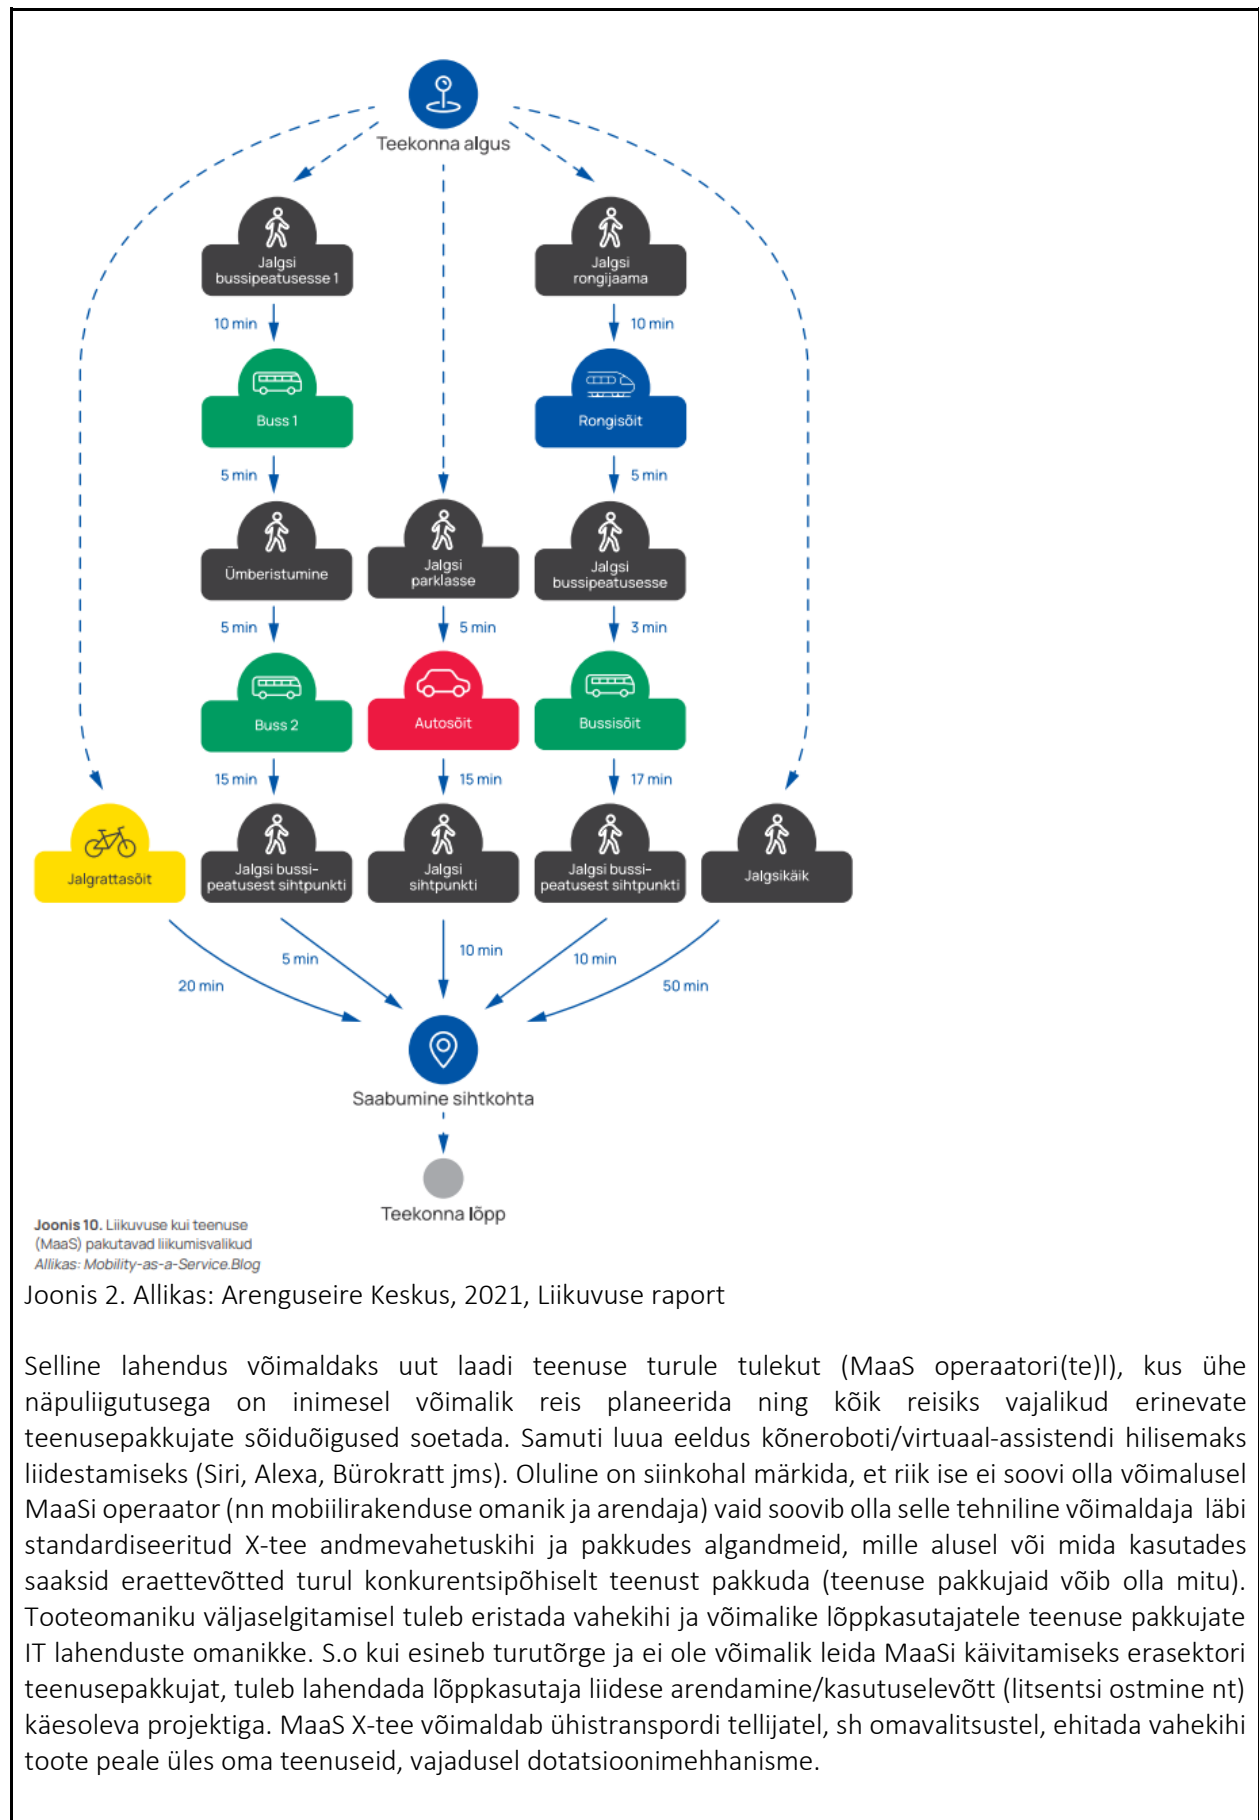 Teekonna algus
Jalgsi
bussipeatusesse 1
Jalgsi
rongijaama
10 min
10 min
Buss 1
Rongisõit
5 min
5 min
Ümberistumine
Jalgsi
parklasse
Jalgsi
bussipeatusesse
5 min
5 min
3 min
Buss 2
Autosõit
Bussisõit
15 min
15 min
17 min
Jalgrattasõit
Jalgsi bussi-
peatusest sihtpunkti
Jalgsi
sihtpunkti
Jalgsi bussi-
peatusest sihtpunkti
Jalgsikäik
20 min
5 min
10 min
10 min
50 min
Saabumine sihtkohta
Teekonna lõpp
Joonis 10. Liikuvuse kui teenuse
(MaaS) pakutavad liikumisvalikud
Allikas: Mobility-as-a-Service.Blog
Joonis 2. Allikas: Arenguseire Keskus, 2021, Liikuvuse raport
Selline lahendus võimaldaks uut laadi teenuse turule tulekut (MaaS operaatori(te)l), kus ühe
näpuliigutusega on inimesel võimalik reis planeerida ning kõik reisiks vajalikud erinevate
teenusepakkujate sõiduõigused soetada. Samuti luua eeldus kõneroboti/virtuaal-assistendi hilisemaks
liidestamiseks (Siri, Alexa, Bürokratt jms). Oluline on siinkohal märkida, et riik ise ei soovi olla võimalusel
MaaSi operaator (nn mobiilirakenduse omanik ja arendaja) vaid soovib olla selle tehniline võimaldaja läbi
standardiseeritud X-tee andmevahetuskihi ja pakkudes algandmeid, mille alusel või mida kasutades
saaksid eraettevõtted turul konkurentsipõhiselt teenust pakkuda (teenuse pakkujaid võib olla mitu).
Tooteomaniku väljaselgitamisel tuleb eristada vahekihi ja võimalike lõppkasutajatele teenuse pakkujate
IT lahenduste omanikke. S.o kui esineb turutõrge ja ei ole võimalik leida MaaSi käivitamiseks erasektori
teenusepakkujat, tuleb lahendada lõppkasutaja liidese arendamine/kasutuselevõtt (litsentsi ostmine nt)
käesoleva projektiga. MaaS X-tee võimaldab ühistranspordi tellijatel, sh omavalitsustel, ehitada vahekihi
toote peale üles oma teenuseid, vajadusel dotatsioonimehhanisme.